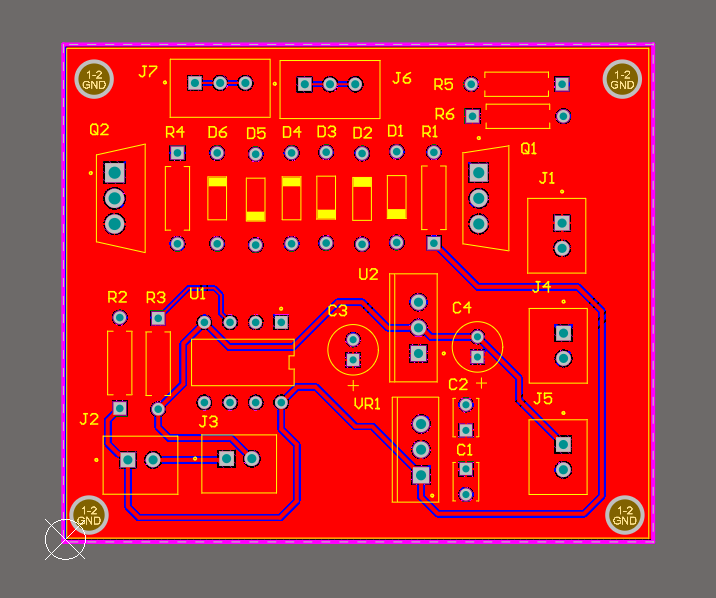 J7
J6
1-2
GND
R5
1-2
GND
R6
Q2
R4
D6
D5
D4
D3
D2
D1
R1
Q1
J1
U2
R2
R3
U1
C3
C4
J4
+
+
C2
J5
VR1
J2
J3
C1
1-2
GND
1-2
GND